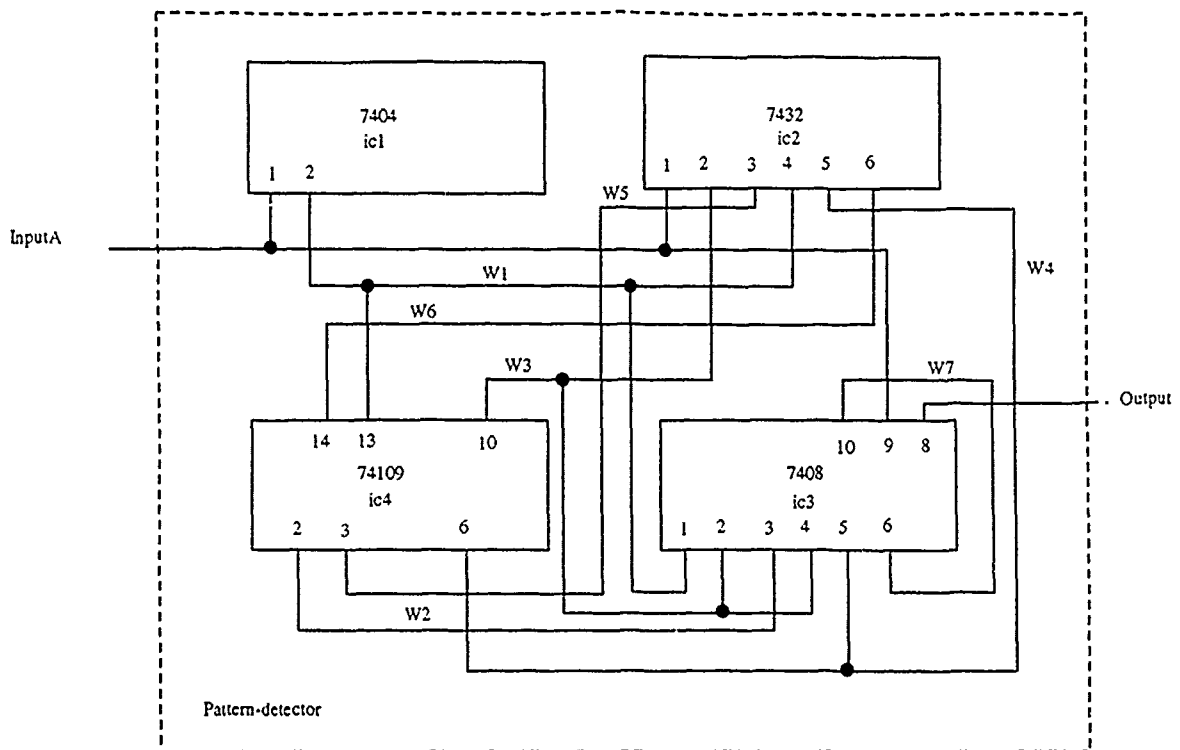 7404
ic1
1 2
7432
ic2
1 2 3 4 5 6
W5
InputA
W1
W4
W6
W3
W7
Output
14 13 10
74109
ic4
2 3 6
10 9 8
7408
ic3
1 2 3 4 5 6
W2
Pattern-detector